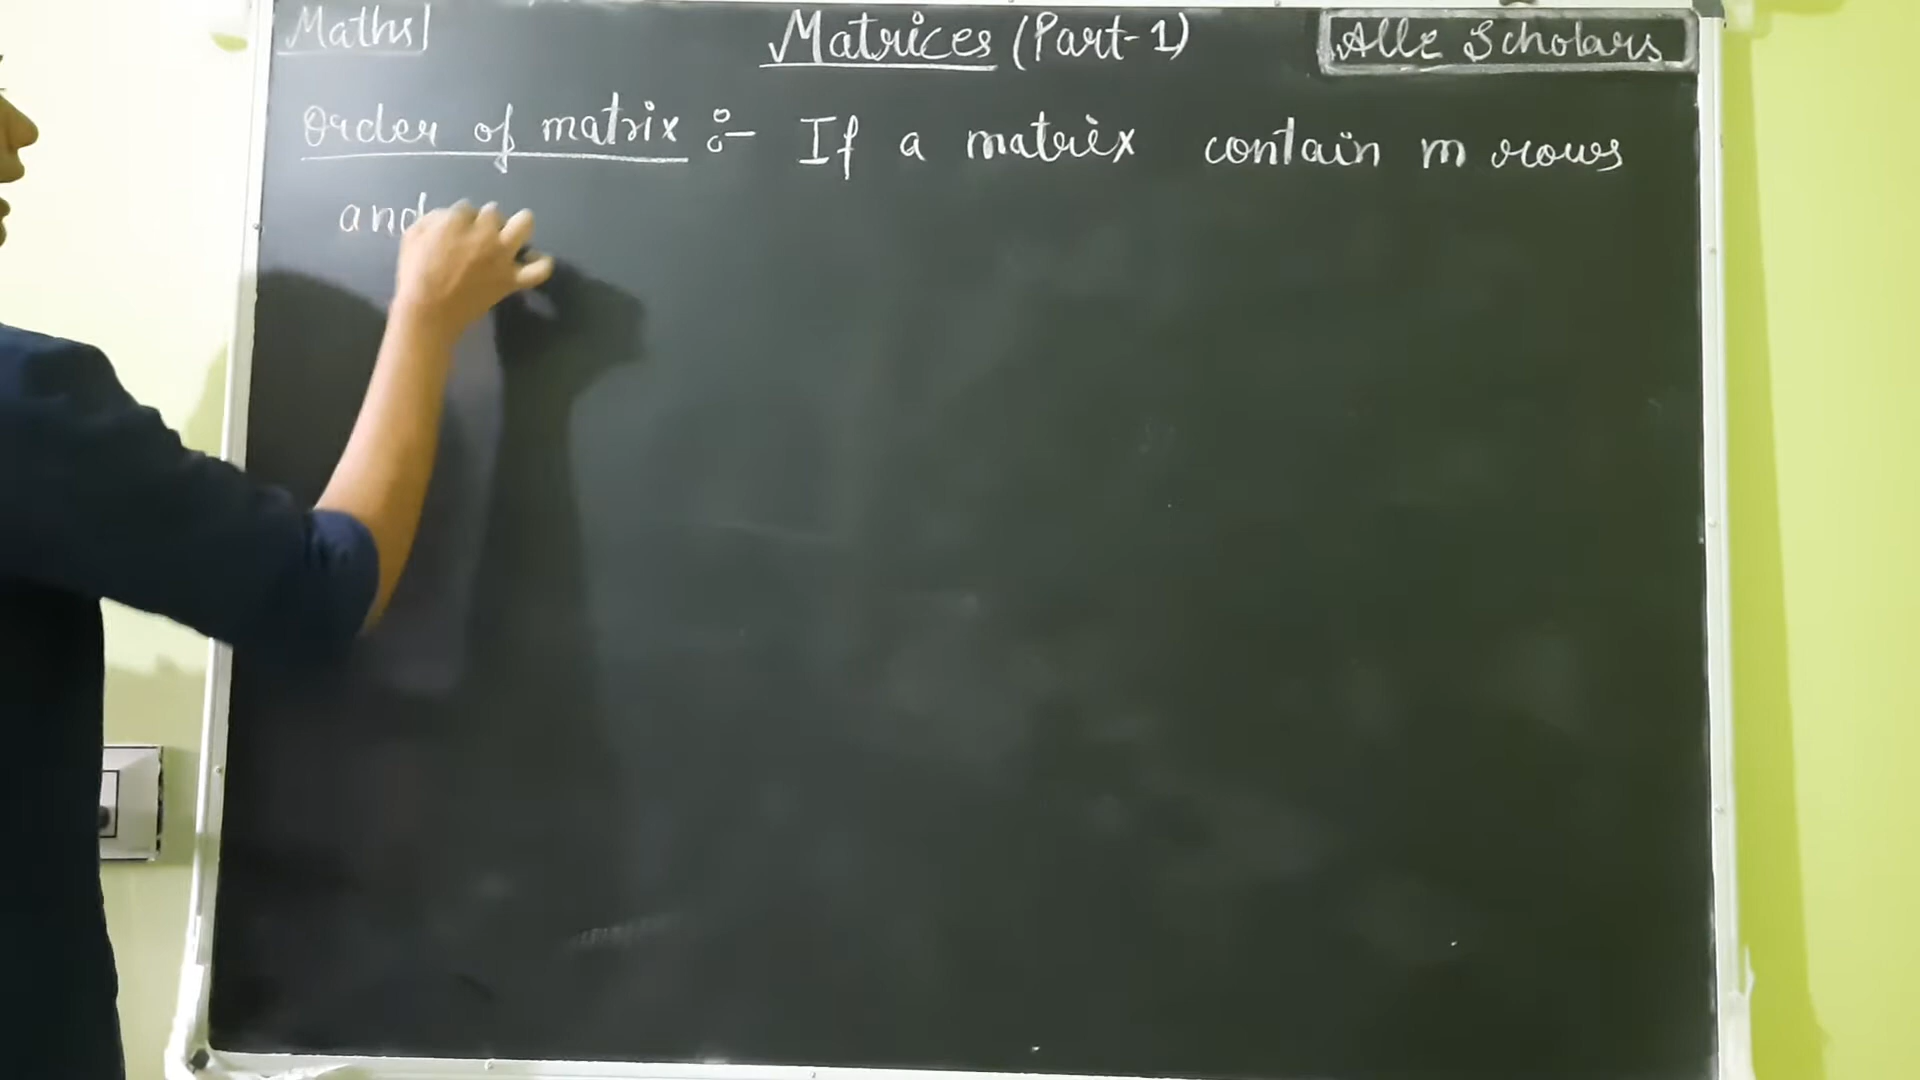 Maths
Matrices (Part-1)
Alle Scholars
Order of matrix :- If a matrix contain m rows
and